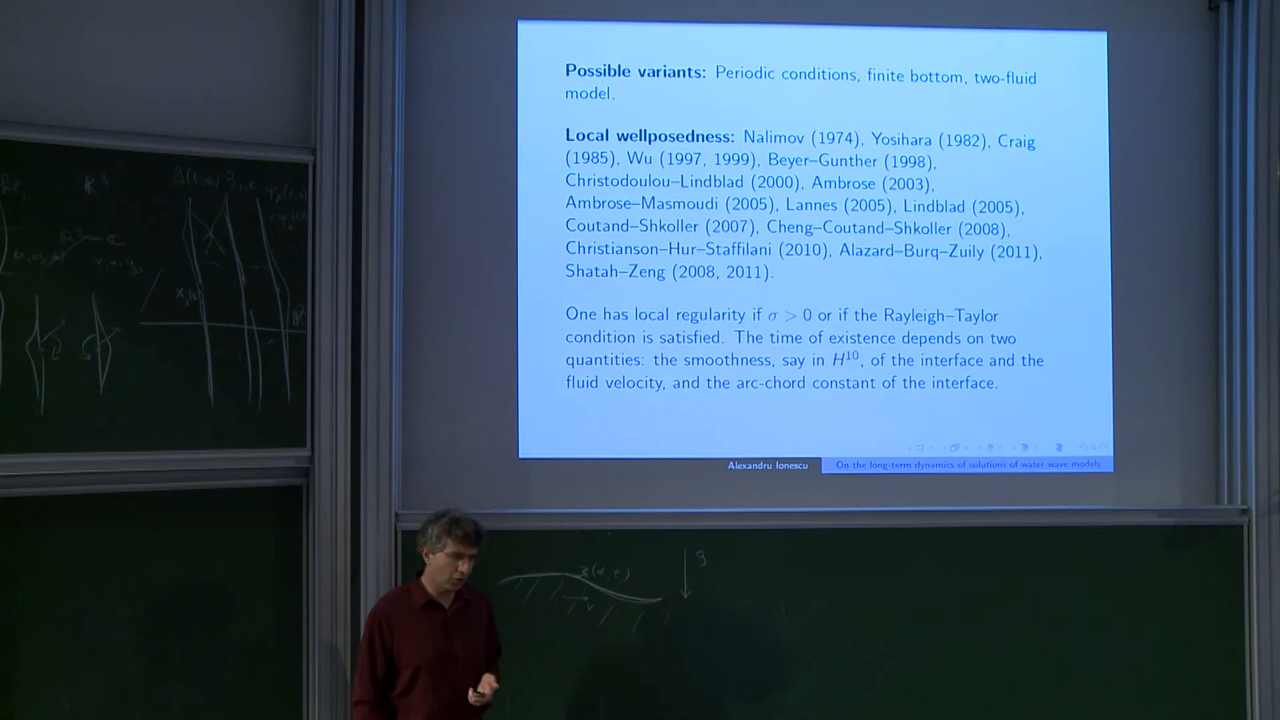 Possible variants: Periodic conditions, finite bottom, two-fluid
model.
Local wellposedness: Nalimov (1974), Yosihara (1982), Craig
(1985), Wu (1997, 1999), Beyer–Gunther (1998),
Christodoulou–Lindblad (2000), Ambrose (2003),
Ambrose–Masmoudi (2005), Lannes (2005), Lindblad (2005),
Coutand–Shkoller (2007), Cheng–Coutand–Shkoller (2008),
Christianson–Hur–Staffilani (2010), Alazard–Burq–Zuily (2011),
Shatah–Zeng (2008, 2011).
One has local regularity if σ > 0 or if the Rayleigh–Taylor
condition is satisfied. The time of existence depends on two
quantities: the smoothness, say in H¹⁰, of the interface and the
fluid velocity, and the arc-chord constant of the interface.
Alexandru Ionescu
On the long-term dynamics of solutions of water wave models
z(α,t)
g
v